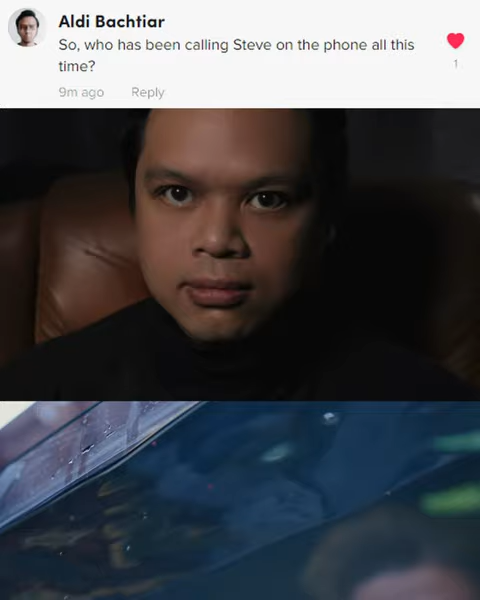 Aldi Bachtiar
So, who has been calling Steve on the phone all this
time?
1
9m ago Reply